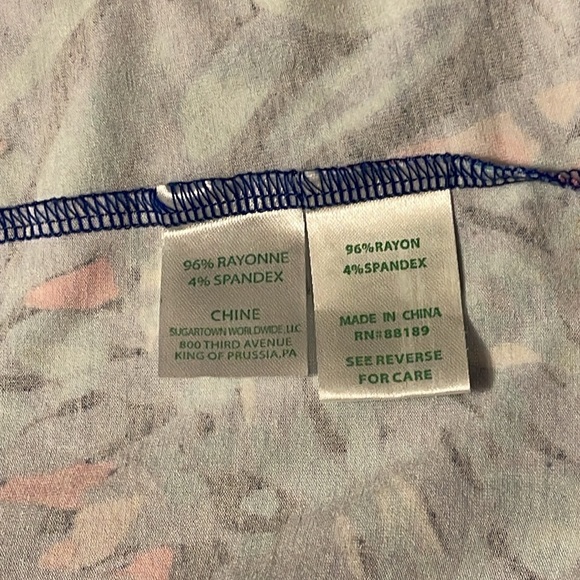 96% RAYONNE
4% SPANDEX
CHINE
SUGARTOWN WORLDWIDE, LLC
800 THIRD AVENUE
KING OF PRUSSIA, PA
96% RAYON
4% SPANDEX
MADE IN CHINA
RN#88189
SEE REVERSE
FOR CARE